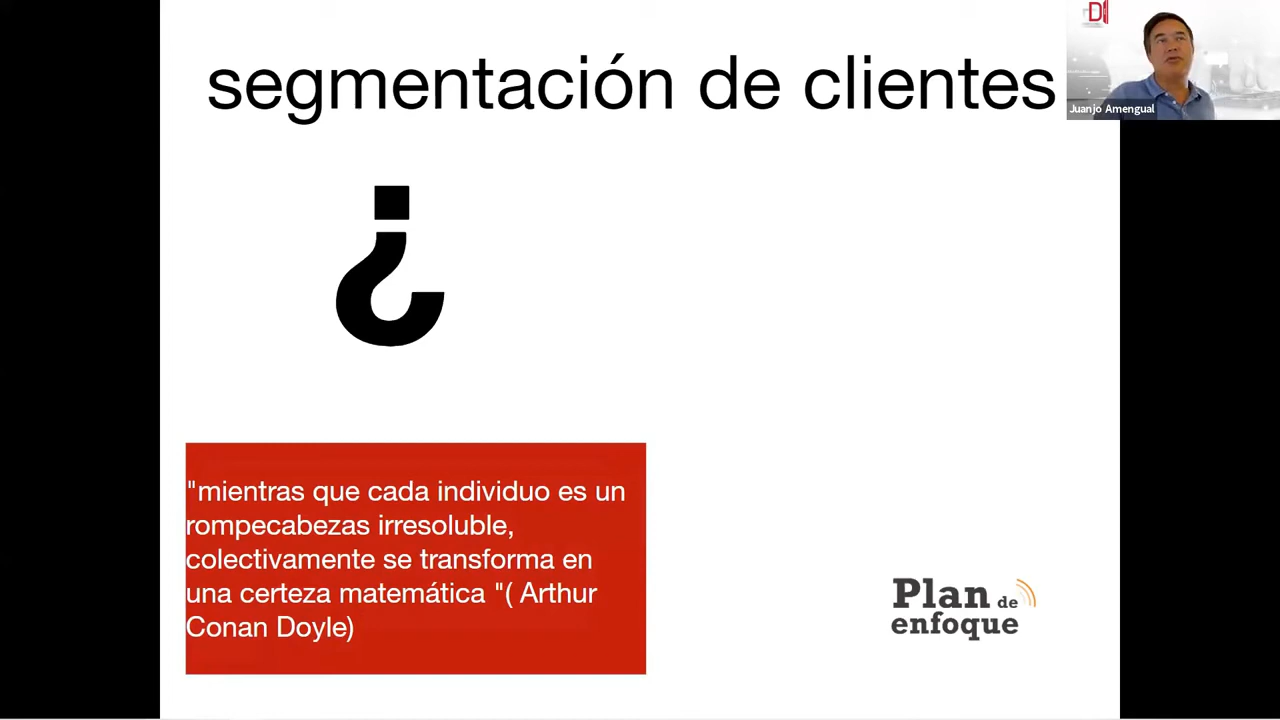 segmentación de clientes
Juanjo Amengual
¿
"mientras que cada individuo es un
rompecabezas irresoluble,
colectivamente se transforma en
una certeza matemática "( Arthur
Conan Doyle)
Plan de
enfoque